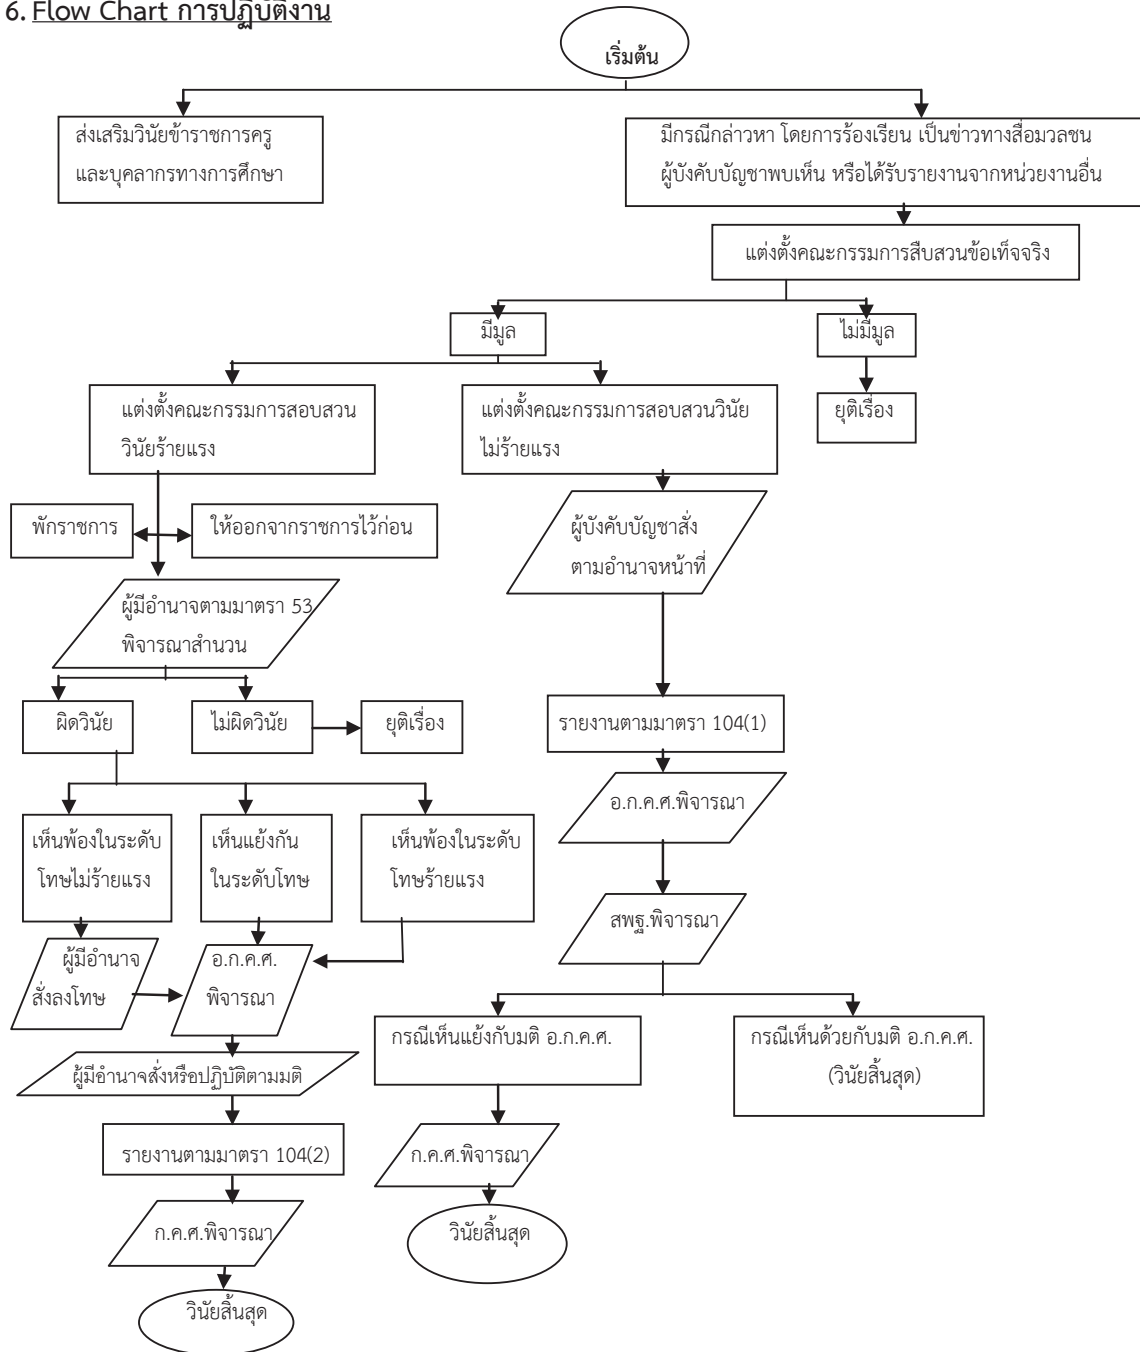 6. Flow Chart การปฏิบัติงาน
เริ่มต้น
ส่งเสริมวินัยข้าราชการครู
และบุคลากรทางการศึกษา
มีกรณีกล่าวหา โดยการร้องเรียน เป็นข่าวทางสื่อมวลชน
ผู้บังคับบัญชาพบเห็น หรือได้รับรายงานจากหน่วยงานอื่น
แต่งตั้งคณะกรรมการสืบสวนข้อเท็จจริง
มีมูล
ไม่มีมูล
แต่งตั้งคณะกรรมการสอบสวน
วินัยร้ายแรง
แต่งตั้งคณะกรรมการสอบสวนวินัย
ไม่ร้ายแรง
ยุติเรื่อง
พักราชการ
ให้ออกจากราชการไว้ก่อน
ผู้บังคับบัญชาสั่ง
ตามอำนาจหน้าที่
ผู้มีอำนาจตามมาตรา 53
พิจารณาสำนวน
ผิดวินัย
ไม่ผิดวินัย
ยุติเรื่อง
รายงานตามมาตรา 104(1)
อ.ก.ค.ศ.พิจารณา
เห็นพ้องในระดับ
โทษไม่ร้ายแรง
เห็นแย้งกัน
ในระดับโทษ
เห็นพ้องในระดับ
โทษร้ายแรง
สพฐ.พิจารณา
ผู้มีอำนาจ
สั่งลงโทษ
อ.ก.ค.ศ.
พิจารณา
กรณีเห็นแย้งกับมติ อ.ก.ค.ศ.
กรณีเห็นด้วยกับมติ อ.ก.ค.ศ.
(วินัยสิ้นสุด)
ผู้มีอำนาจสั่งหรือปฏิบัติตามมติ
รายงานตามมาตรา 104(2)
ก.ค.ศ.พิจารณา
ก.ค.ศ.พิจารณา
วินัยสิ้นสุด
วินัยสิ้นสุด